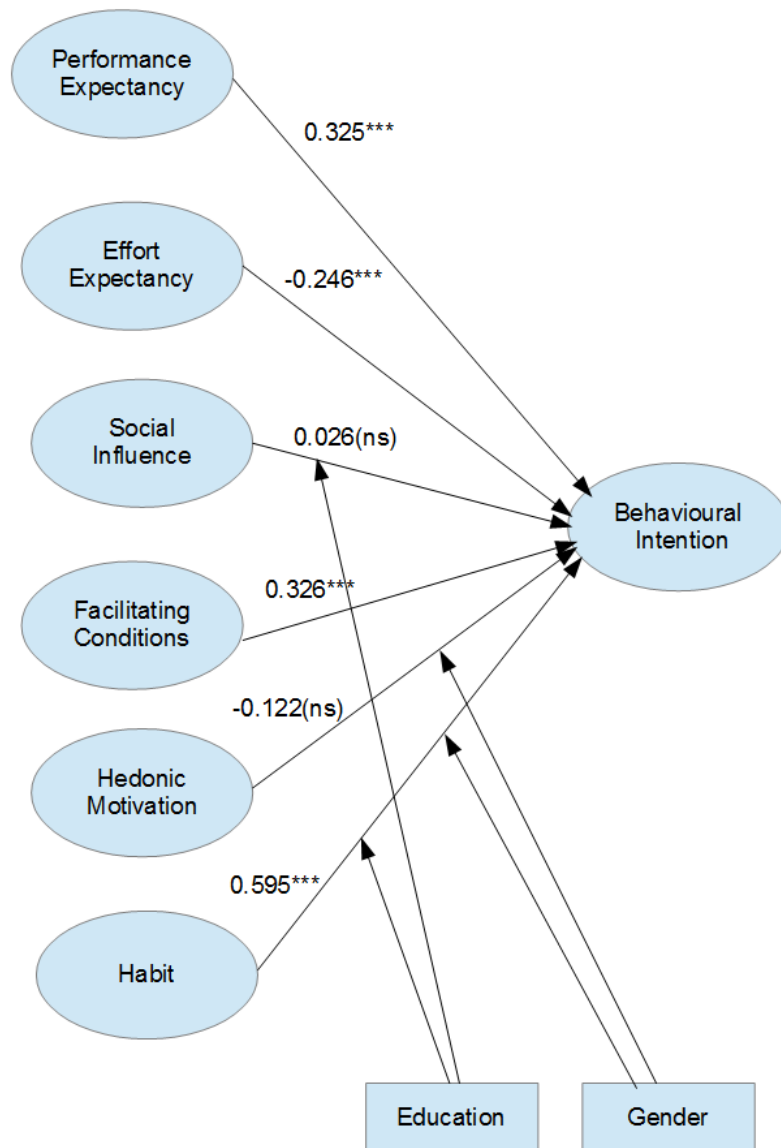 Performance
Expectancy
0.325***
Effort
Expectancy
-0.246***
Social
Influence
0.026(ns)
Behavioural
Intention
Facilitating
Conditions
0.326***
Hedonic
Motivation
-0.122(ns)
0.595***
Habit
Education
Gender